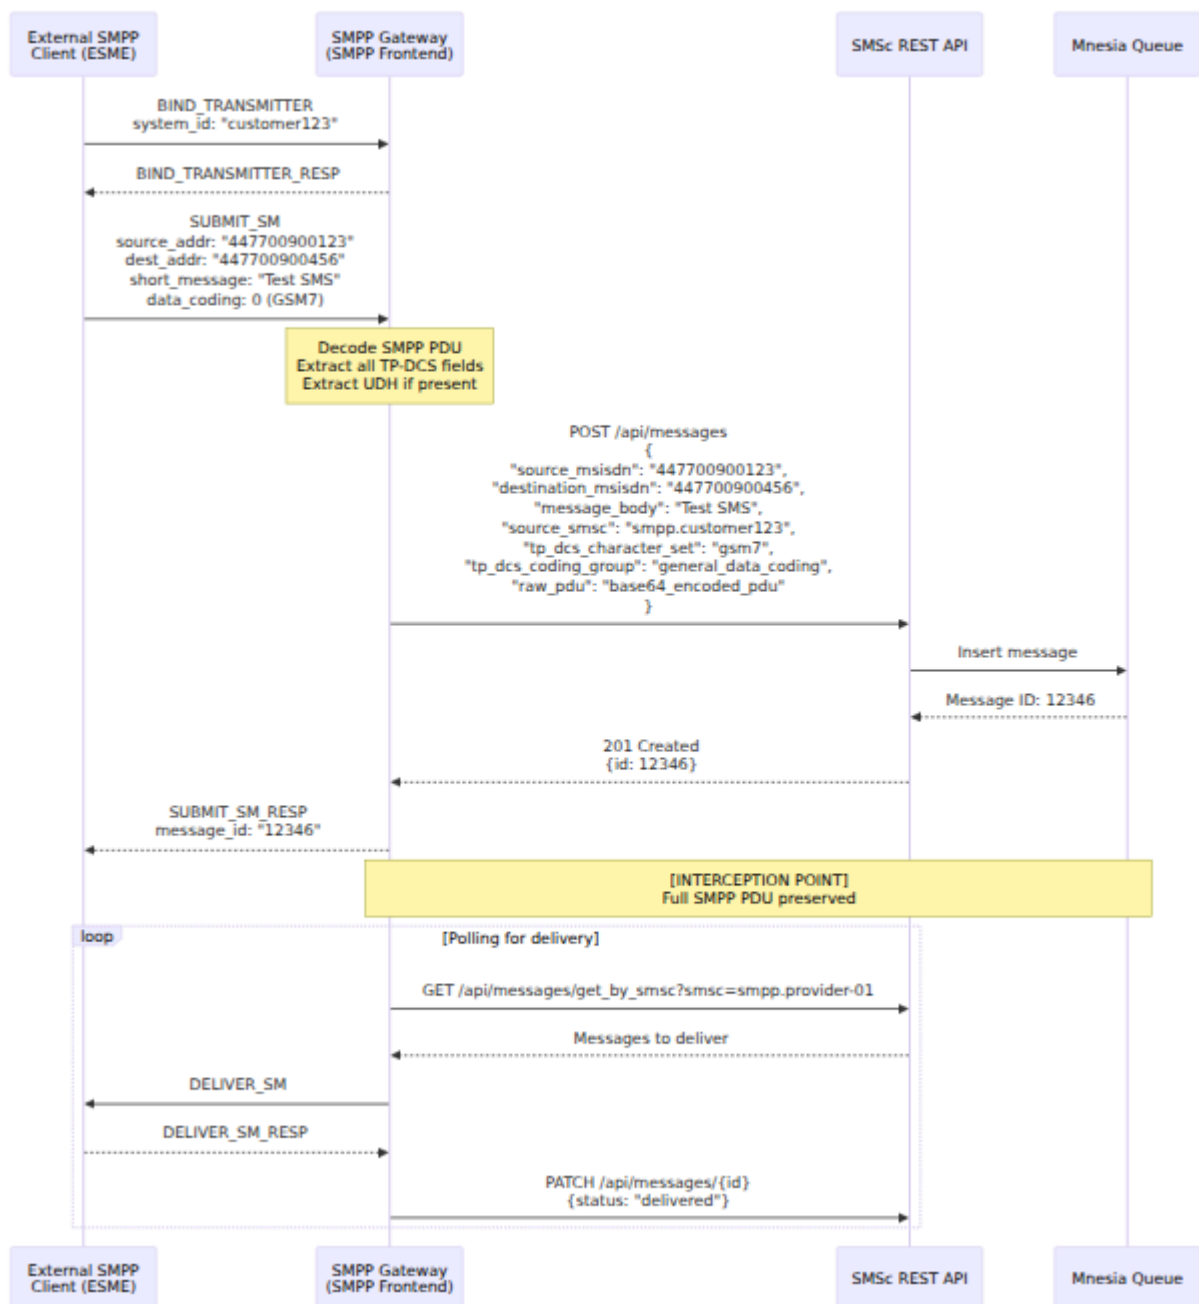 External SMPP
Client (ESME)
SMPP Gateway
(SMPP Frontend)
SMSc REST API
Mnesia Queue
BIND_TRANSMITTER
system_id: "customer123"
BIND_TRANSMITTER_RESP
SUBMIT_SM
source_addr: "447700900123"
dest_addr: "447700900456"
short_message: "Test SMS"
data_coding: 0 (GSM7)
Decode SMPP PDU
Extract all TP-DCS fields
Extract UDH if present
POST /api/messages
{
"source_msisdn": "447700900123",
"destination_msisdn": "447700900456",
"message_body": "Test SMS",
"source_smsc": "smpp.customer123",
"tp_dcs_character_set": "gsm7",
"tp_dcs_coding_group": "general_data_coding",
"raw_pdu": "base64_encoded_pdu"
}
Insert message
Message ID: 12346
201 Created
{id: 12346}
SUBMIT_SM_RESP
message_id: "12346"
[INTERCEPTION POINT]
Full SMPP PDU preserved
loop
[Polling for delivery]
GET /api/messages/get_by_smsc?smsc=smpp.provider-01
Messages to deliver
DELIVER_SM
DELIVER_SM_RESP
PATCH /api/messages/{id}
{status: "delivered"}
External SMPP
Client (ESME)
SMPP Gateway
(SMPP Frontend)
SMSc REST API
Mnesia Queue